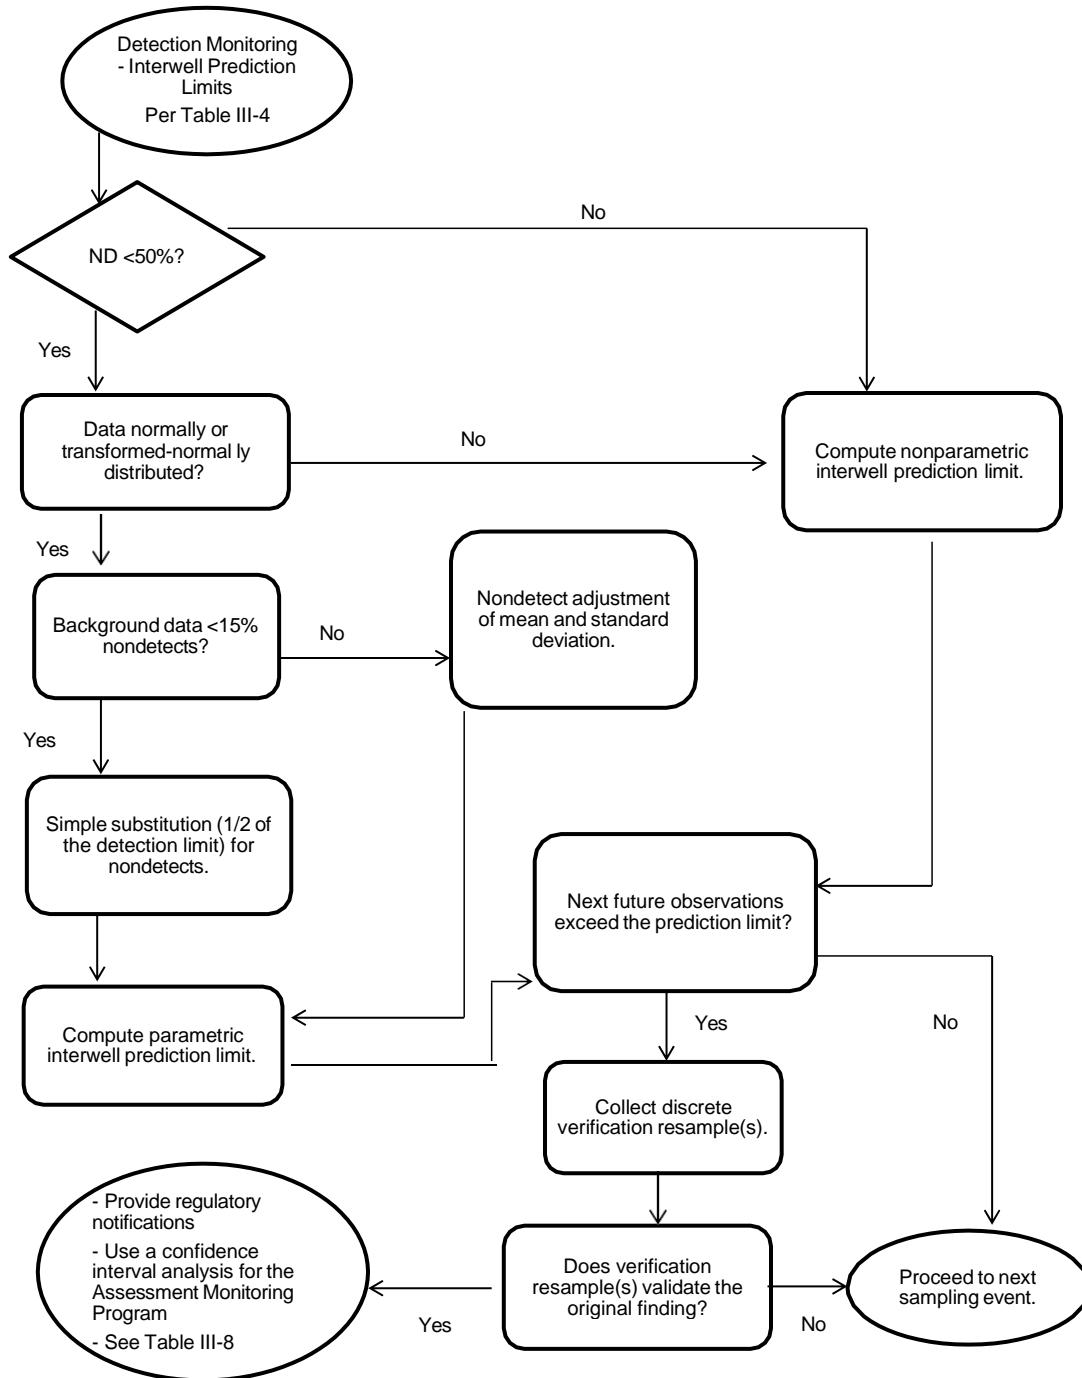 Detection Monitoring
- Interwell Prediction
Limits
Per Table III-4
No
ND <50%?
Yes
Data normally or
transformed-normal ly
distributed?
No
Compute nonparametric
interwell prediction limit.
Yes
Background data <15%
nondetects?
No
Nondetect adjustment
of mean and standard
deviation.
Yes
Simple substitution (1/2 of
the detection limit) for
nondetects.
Next future observations
exceed the prediction limit?
Compute parametric
interwell prediction limit.
Yes
No
Collect discrete
verification resample(s).
- Provide regulatory
notifications
- Use a confidence
interval analysis for the
Assessment Monitoring
Program
- See Table III-8
Yes
Does verification
resample(s) validate the
original finding?
No
Proceed to next
sampling event.